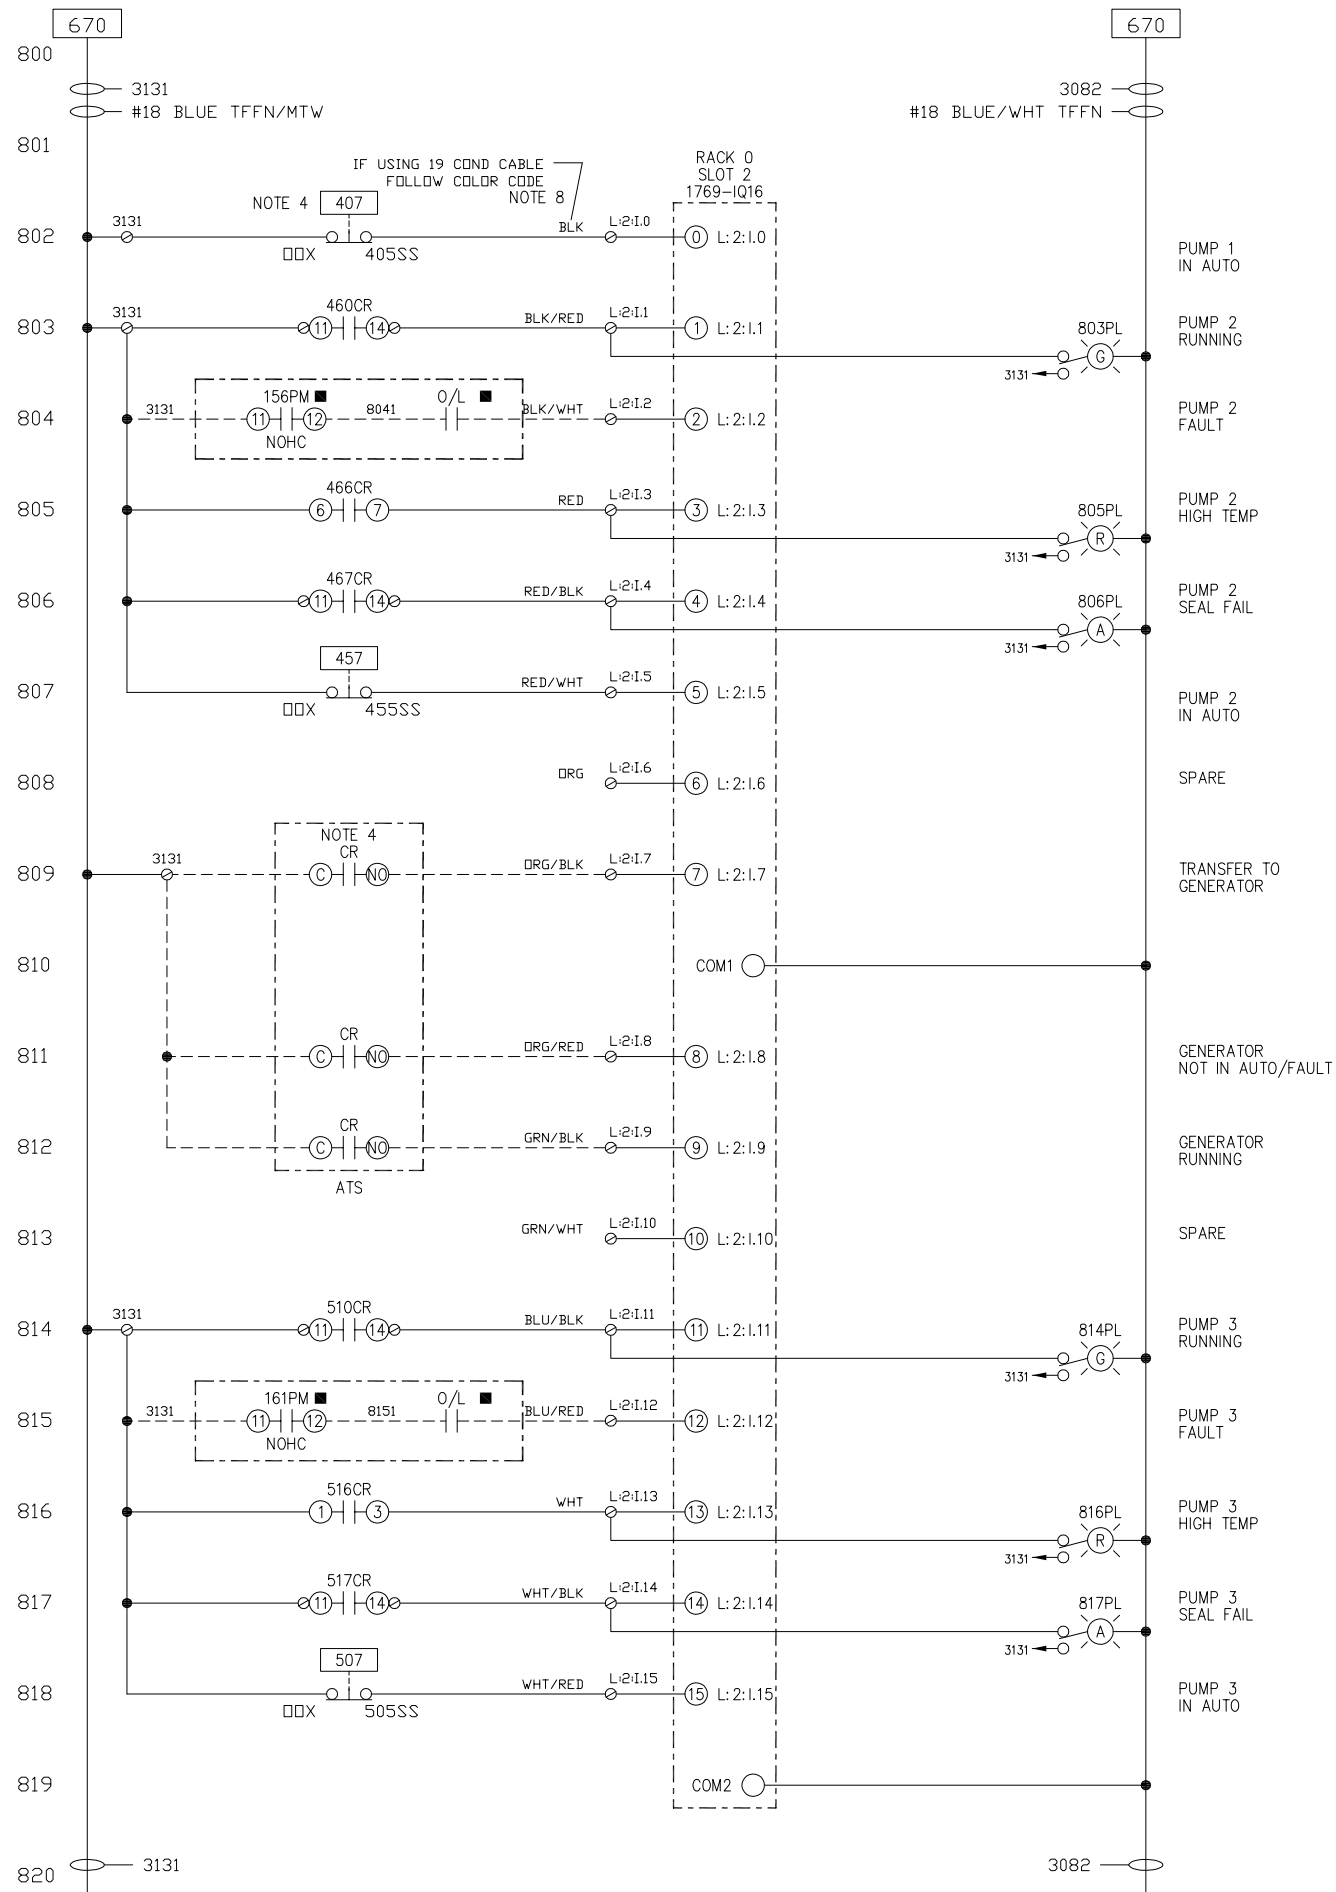 670
670
800
3131
3082
#18 BLUE TFFN/MTW
#18 BLUE/WHT TFFN
801
IF USING 19 COND CABLE
FOLLOW COLOR CODE
NOTE 8
RACK 0
SLOT 2
1769-IQ16
NOTE 4
407
802
3131
BLK
L:2:I.0
0
L:2:I.0
OOX
405SS
PUMP 1
IN AUTO
803
3131
460CR
11
14
BLK/RED
L:2:I.1
1
L:2:I.1
803PL
G
3131
PUMP 2
RUNNING
804
3131
156PM
11
12
NOHC
8041
O/L
BLK/WHT
L:2:I.2
2
L:2:I.2
PUMP 2
FAULT
805
466CR
6
7
RED
L:2:I.3
3
L:2:I.3
805PL
R
3131
PUMP 2
HIGH TEMP
806
467CR
11
14
RED/BLK
L:2:I.4
4
L:2:I.4
806PL
A
3131
PUMP 2
SEAL FAIL
457
807
RED/WHT
L:2:I.5
5
L:2:I.5
OOX
455SS
PUMP 2
IN AUTO
808
ORG
L:2:I.6
6
L:2:I.6
SPARE
NOTE 4
809
3131
CR
C
NO
ORG/BLK
L:2:I.7
7
L:2:I.7
TRANSFER TO
GENERATOR
810
COM1
811
CR
C
NO
ORG/RED
L:2:I.8
8
L:2:I.8
GENERATOR
NOT IN AUTO/FAULT
812
CR
C
NO
GRN/BLK
L:2:I.9
9
L:2:I.9
GENERATOR
RUNNING
ATS
813
GRN/WHT
L:2:I.10
10
L:2:I.10
SPARE
814
3131
510CR
11
14
BLU/BLK
L:2:I.11
11
L:2:I.11
814PL
G
3131
PUMP 3
RUNNING
815
3131
161PM
11
12
NOHC
8151
O/L
BLU/RED
L:2:I.12
12
L:2:I.12
PUMP 3
FAULT
816
516CR
1
3
WHT
L:2:I.13
13
L:2:I.13
816PL
R
3131
PUMP 3
HIGH TEMP
817
517CR
11
14
WHT/BLK
L:2:I.14
14
L:2:I.14
817PL
A
3131
PUMP 3
SEAL FAIL
507
818
WHT/RED
L:2:I.15
15
L:2:I.15
OOX
505SS
PUMP 3
IN AUTO
819
COM2
820
3131
3082